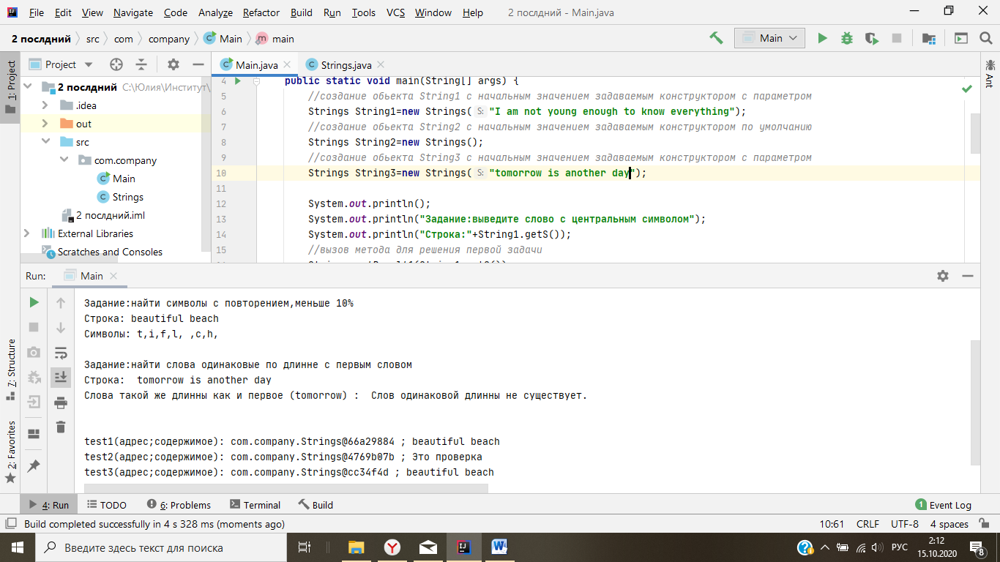 File Edit View Navigate Code Analyze Refactor Build Run Tools VCS Window Help 2 послдний - Main.java
2 послдний src com company Main main Main
1: Project
Project
Main.java
Strings.java
Ant
2 послдний C:\Юлия\Институт\
.idea
out
src
com.company
Main
Strings
2 послдний.iml
External Libraries
Scratches and Consoles
4 public static void main(String[] args) {
5 //создание обьекта String1 с начальным значением задаваемым конструктором с параметром
6 Strings String1=new Strings( S: "I am not young enough to know everything");
7 //создание обьекта String2 с начальным значением задаваемым конструктором по умолчанию
8 Strings String2=new Strings();
9 //создание обьекта String3 с начальным значением задаваемым конструктором с параметром
10 Strings String3=new Strings( S: "tomorrow is another day");
11
12 System.out.println();
13 System.out.println("Задание:выведите слово с центральным символом");
14 System.out.println("Строка:"+String1.getS());
15 //вызов метода для решения первой задачи
Run: Main
Задание:найти символы с повторением,меньше 10%
Строка: beautiful beach
Символы: t,i,f,l, ,c,h,
Задание:найти слова одинаковые по длинне с первым словом
Строка:  tomorrow is another day
Слова такой же длинны как и первое (tomorrow) :  Слов одинаковой длинны не существует.
test1(адрес;содержимое): com.company.Strings@66a29884 ; beautiful beach
test2(адрес;содержимое): com.company.Strings@4769b07b ; Это проверка
test3(адрес;содержимое): com.company.Strings@cc34f4d ; beautiful beach
7: Structure
2: Favorites
4: Run TODO 6: Problems Terminal Build 1 Event Log
Build completed successfully in 4 s 328 ms (moments ago) 10:61 CRLF UTF-8 4 spaces
Введите здесь текст для поиска
РУС
2:12
15.10.2020
8